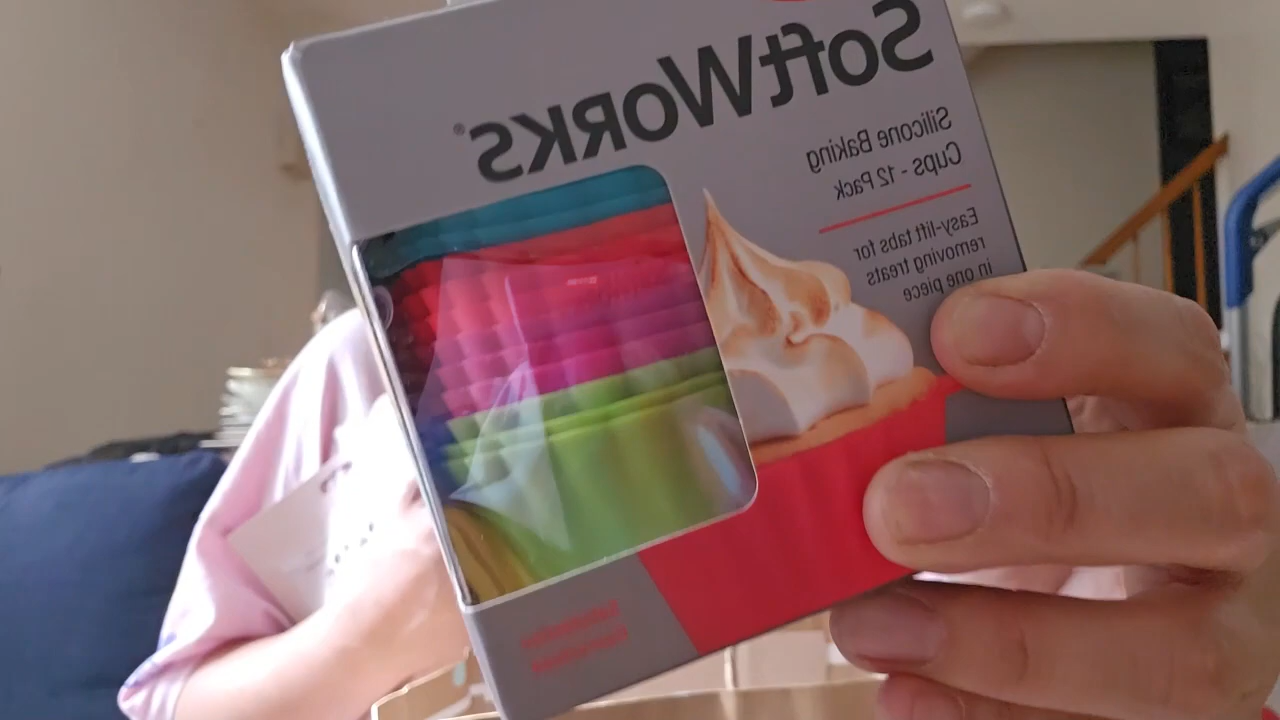 SoftWorks®
Silicone Baking
Cups - 12 Pack
Easy-lift tabs for
removing treats
in one piece